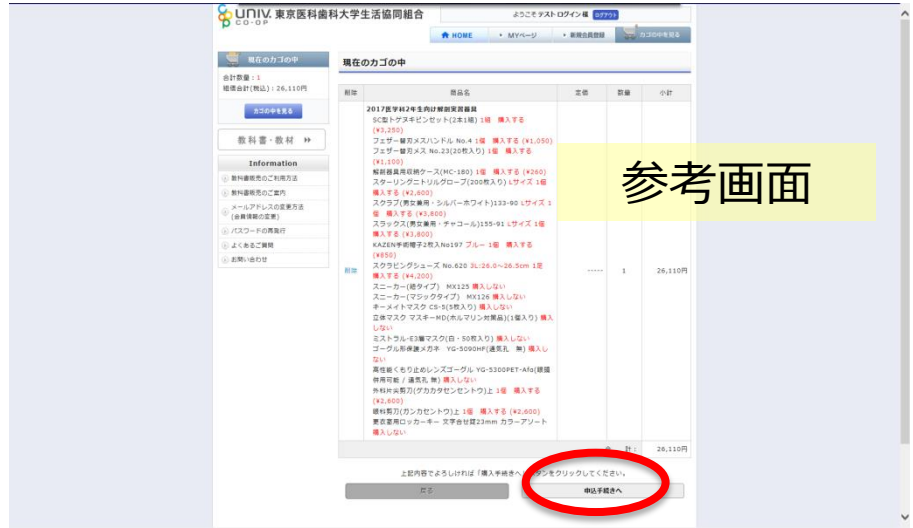 UNIV. 東京医科歯科大学生活協同組合
CO-OP
ようこそ テスト ログイン 様 ログアウト
HOME
・ MYページ
・ 新規会員登録
カゴの中を見る
現在のカゴの中
合計数量：1
総価合計(税込)：26,110円
カゴの中を見る
教科書・教材
Information
教科書販売のご利用方法
教科書販売のご案内
メールアドレスの変更方法
(会員情報の変更)
パスワードの再発行
よくあるご質問
お問い合わせ
現在のカゴの中
削除 商品名 定価 数量 小計
2017医学科2年生向け解剖実習器具
SC型トゲヌキピンセット(2本1組) 1組 購入する
(¥3,250)
フェザー替刃メスハンドル No.4 1個 購入する (¥1,050)
フェザー替刃メス No.23(20枚入り) 1個 購入する
(¥1,100)
解剖器具用収納ケース(MC-180) 1個 購入する (¥260)
スターリングニトリルグローブ(200枚入り) Lサイズ 1個
購入する (¥2,600)
スクラブ(男女兼用・シルバーホワイト)133-90 Lサイズ 1
個 購入する (¥3,800)
スラックス(男女兼用・チャコール)155-91 Lサイズ 1個
購入する (¥3,800)
KAZEN手術帽子2枚入No197 ブルー 1個 購入する
(¥850)
スクラビングシューズ No.620 3L:26.0～26.5cm 1足
購入する (¥4,200)
スニーカー(紐タイプ) MX125 購入しない
スニーカー(マジックタイプ) MX126 購入しない
キーメイトマスク CS-5(5枚入り) 購入しない
立体マスク マスキーMD(ホルマリン対策品)(1個入り) 購入
しない
ミストラル-E3層マスク(白・50枚入り) 購入しない
ゴーグル形保護メガネ YG-5090HF(通気孔 無) 購入し
ない
高性能くもり止めレンズゴーグル YG-5300PET-AFα(眼鏡
併用可能 / 通気孔 無) 購入しない
外科片尖剪刀(ゲカカタセンセントウ)上 1個 購入する
(¥2,600)
眼科剪刀(ガンカセントウ)上 1個 購入する (¥2,600)
更衣室用ロッカーキー 文字合せ錠23mm カラーアソート
購入しない
削除 ----- 1 26,110円
計： 26,110円
上記内容でよろしければ「購入手続きへ」ボタンをクリックしてください。
戻る
申込手続きへ
参考画面